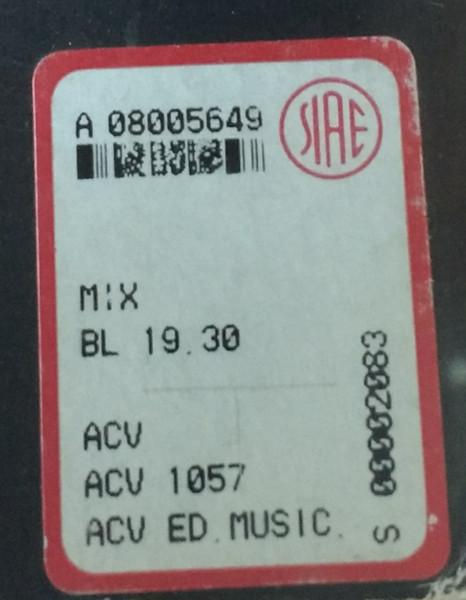 A 08005649
SIAE
MIX
BL 19.30
ACV
ACV 1057
ACV ED.MUSIC.
S 00002083